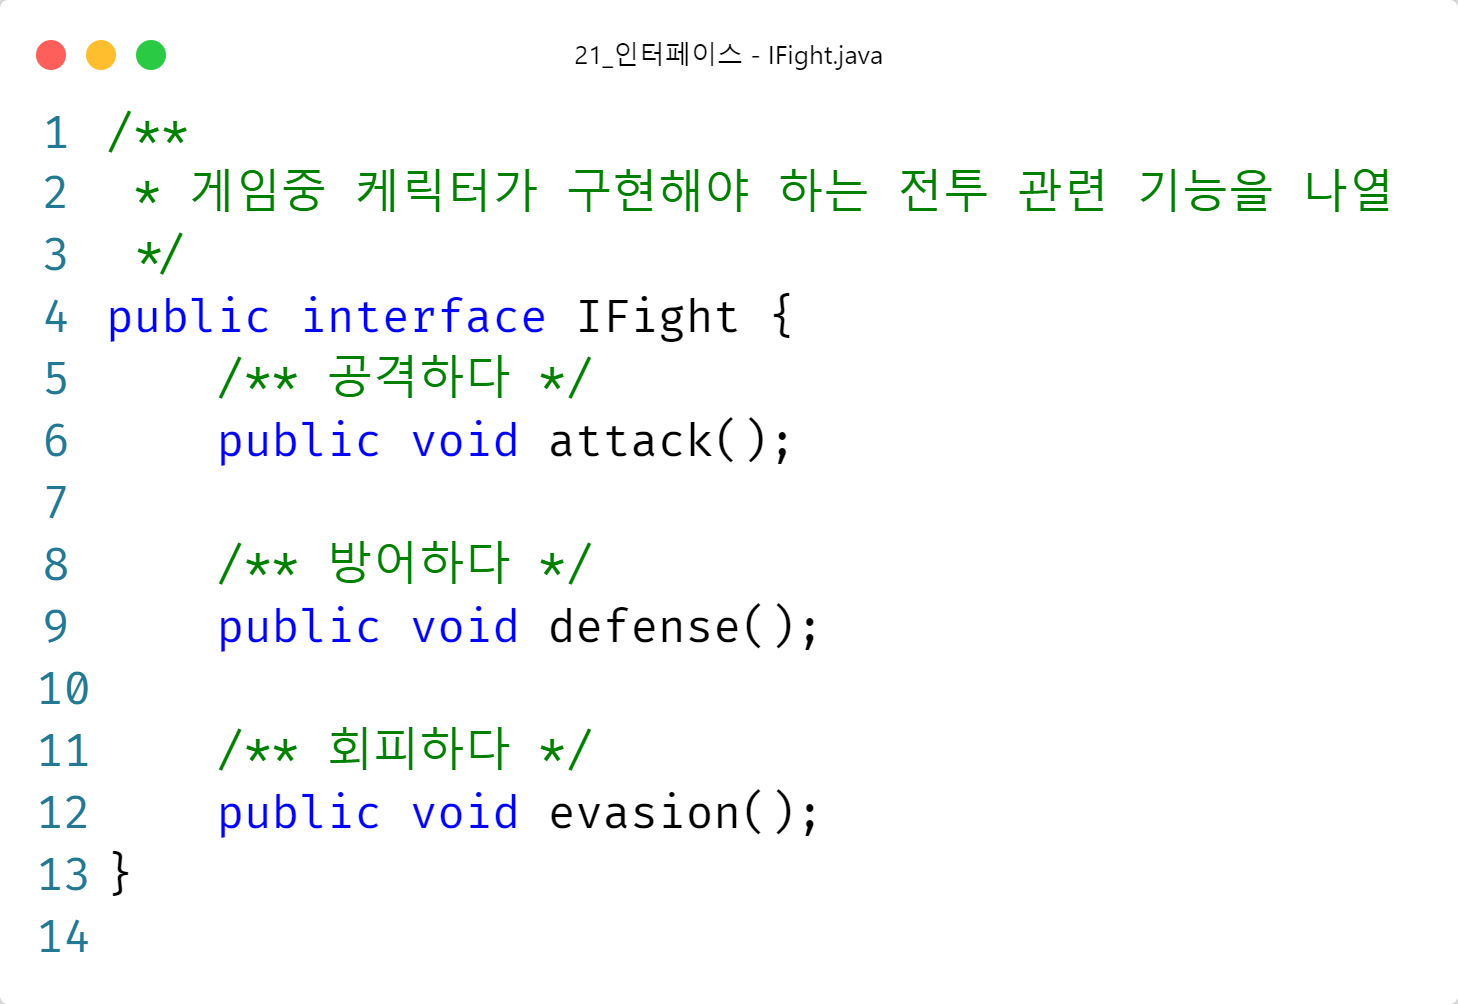 21_인터페이스 - IFight.java
1 /**
2  * 게임중 케릭터가 구현해야 하는 전투 관련 기능을 나열
3  */
4 public interface IFight {
5     /** 공격하다 */
6     public void attack();
7
8     /** 방어하다 */
9     public void defense();
10
11     /** 회피하다 */
12     public void evasion();
13 }
14